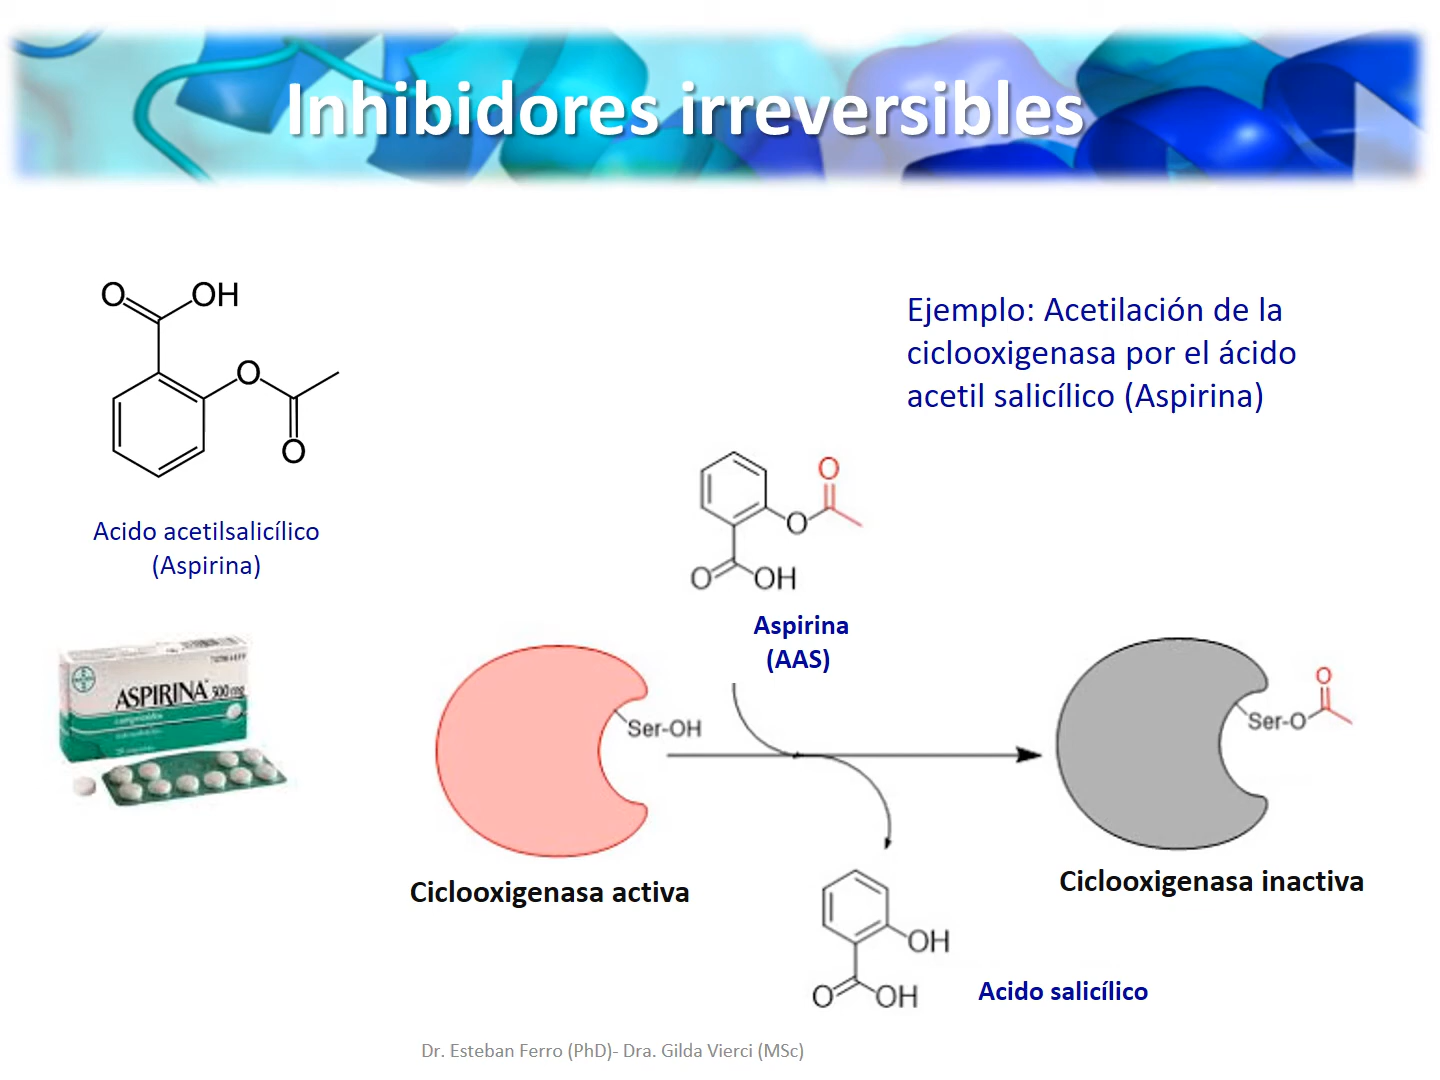 Inhibidores irreversibles
O
OH
O
O
Acido acetilsalicílico
(Aspirina)
Ejemplo: Acetilación de la
ciclooxigenasa por el ácido
acetil salicílico (Aspirina)
O
O
O
OH
Aspirina
(AAS)
ASPIRINA 500 mg
Ser-OH
O
Ser-O
Ciclooxigenasa activa
Ciclooxigenasa inactiva
OH
O
OH
Acido salicílico
Dr. Esteban Ferro (PhD)- Dra. Gilda Vierci (MSc)